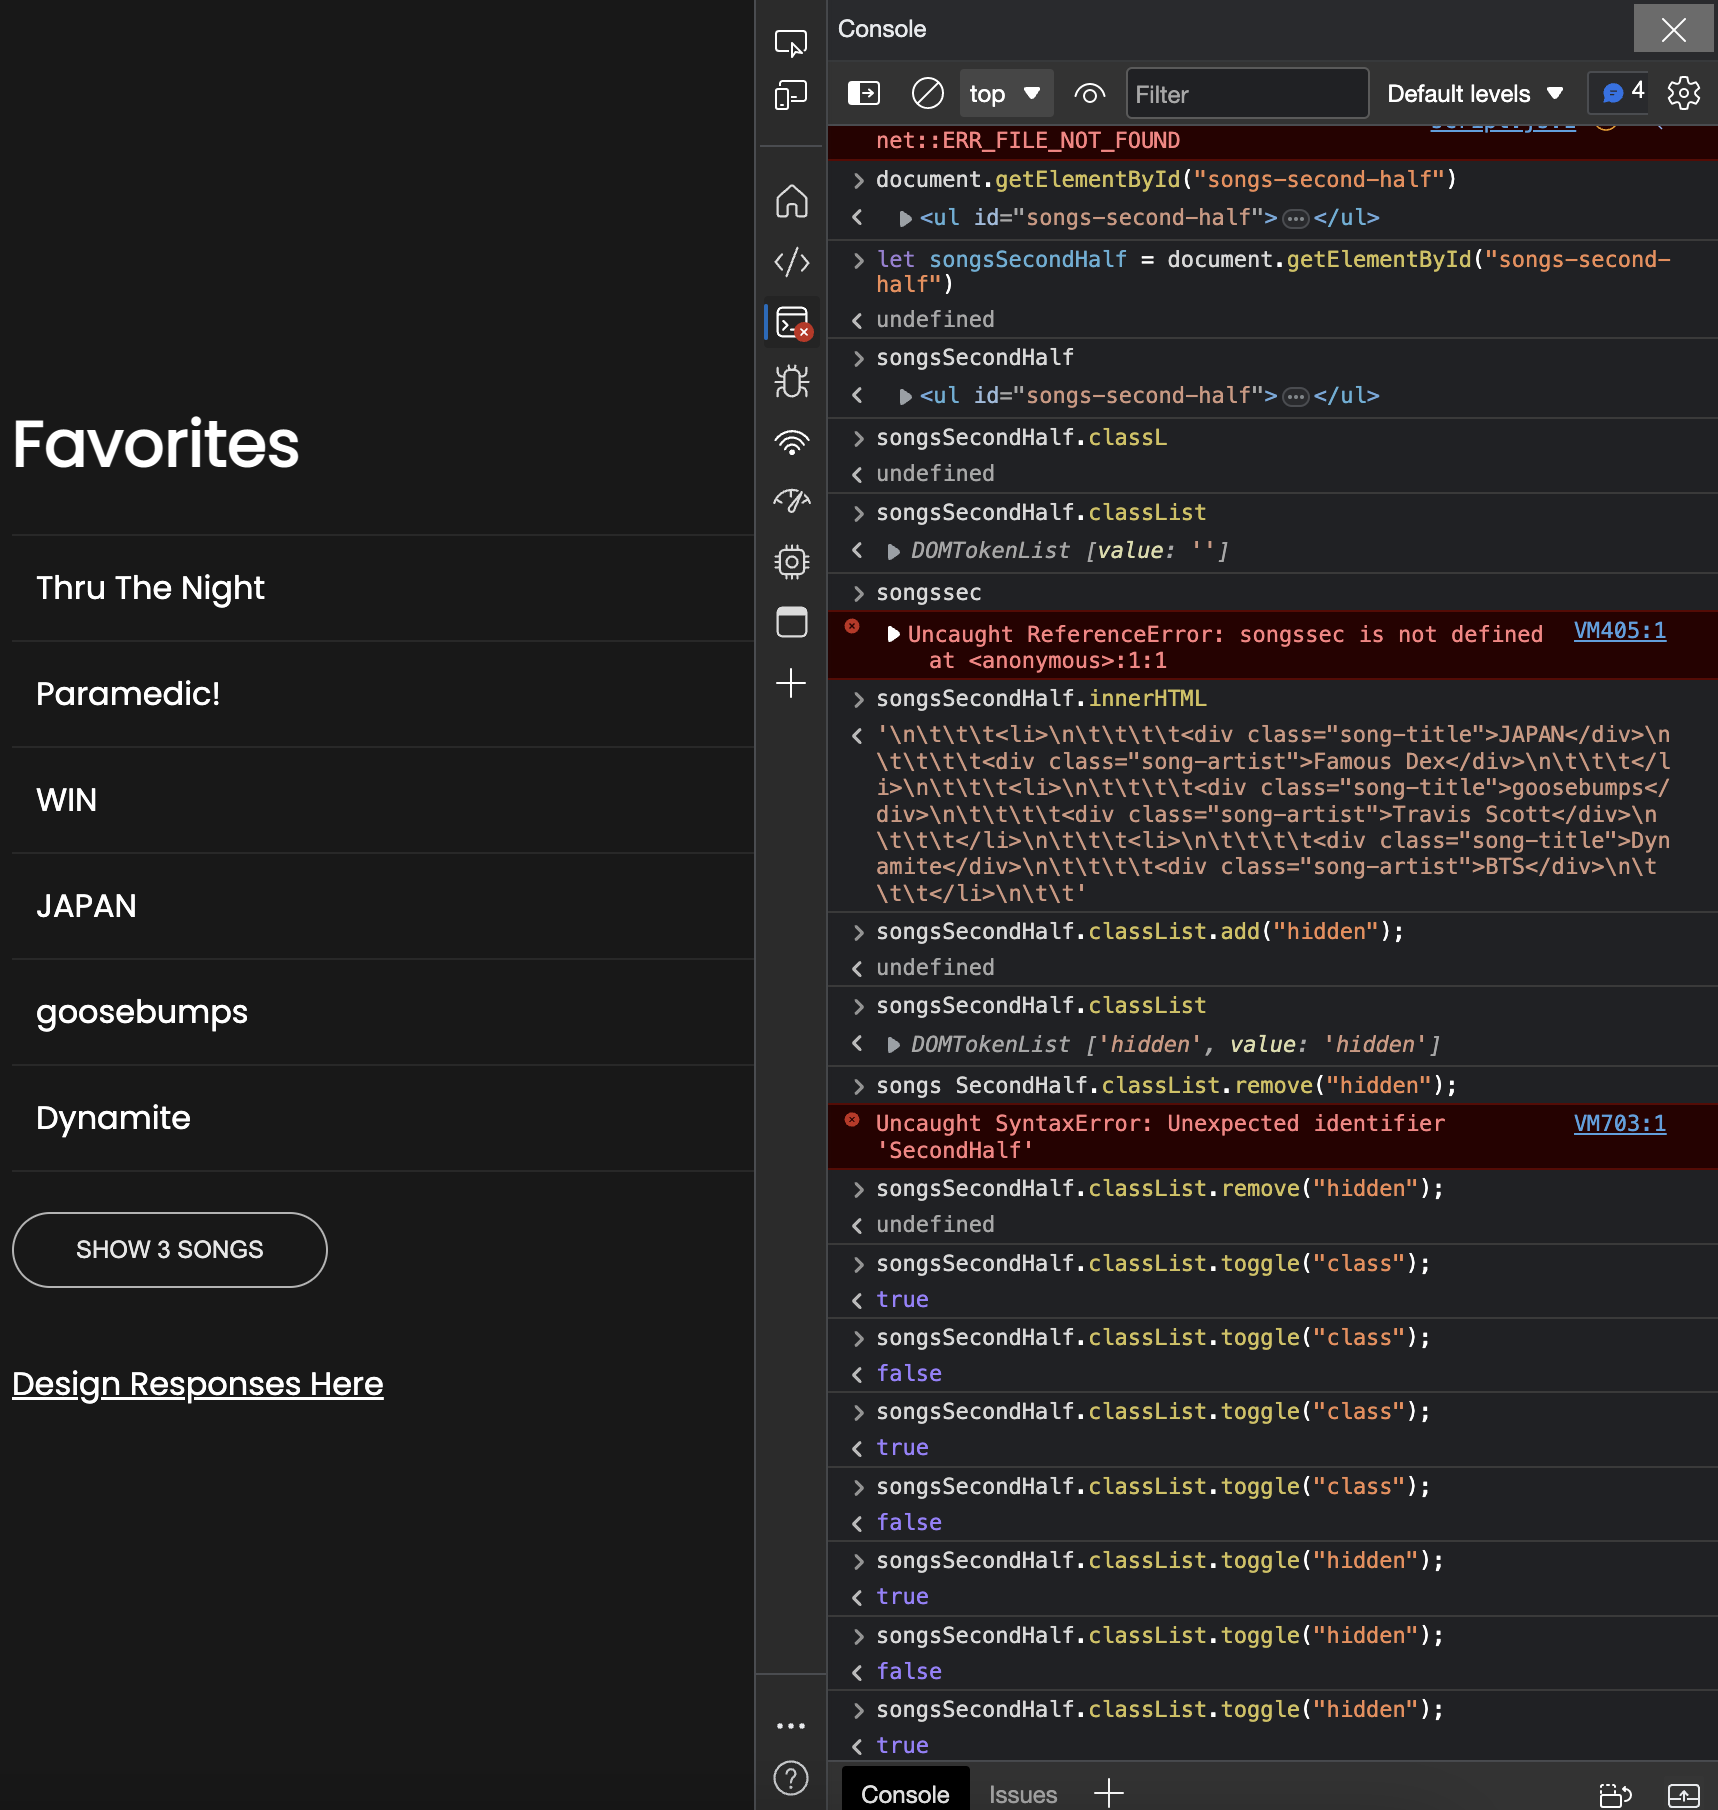 Favorites
Thru The Night
Paramedic!
WIN
JAPAN
goosebumps
Dynamite
SHOW 3 SONGS
Design Responses Here
Console
top
Filter
Default levels
4
net::ERR_FILE_NOT_FOUND
document.getElementById("songs-second-half")
<ul id="songs-second-half"> </ul>
let songsSecondHalf = document.getElementById("songs-second-
half")
undefined
songsSecondHalf
<ul id="songs-second-half"> </ul>
songsSecondHalf.classL
undefined
songsSecondHalf.classList
DOMTokenList [value: '']
songssec
Uncaught ReferenceError: songssec is not defined VM405:1
at <anonymous>:1:1
songsSecondHalf.innerHTML
'\n\t\t\t<li>\n\t\t\t\t<div class="song-title">JAPAN</div>\n
\t\t\t\t<div class="song-artist">Famous Dex</div>\n\t\t\t</l
i>\n\t\t\t<li>\n\t\t\t\t<div class="song-title">goosebumps</
div>\n\t\t\t\t<div class="song-artist">Travis Scott</div>\n
\t\t\t</li>\n\t\t\t<li>\n\t\t\t\t<div class="song-title">Dyn
amite</div>\n\t\t\t\t<div class="song-artist">BTS</div>\n\t
\t\t</li>\n\t\t'
songsSecondHalf.classList.add("hidden");
undefined
songsSecondHalf.classList
DOMTokenList ['hidden', value: 'hidden']
songs SecondHalf.classList.remove("hidden");
Uncaught SyntaxError: Unexpected identifier VM703:1
'SecondHalf'
songsSecondHalf.classList.remove("hidden");
undefined
songsSecondHalf.classList.toggle("class");
true
songsSecondHalf.classList.toggle("class");
false
songsSecondHalf.classList.toggle("class");
true
songsSecondHalf.classList.toggle("class");
false
songsSecondHalf.classList.toggle("hidden");
true
songsSecondHalf.classList.toggle("hidden");
false
songsSecondHalf.classList.toggle("hidden");
true
Console
Issues